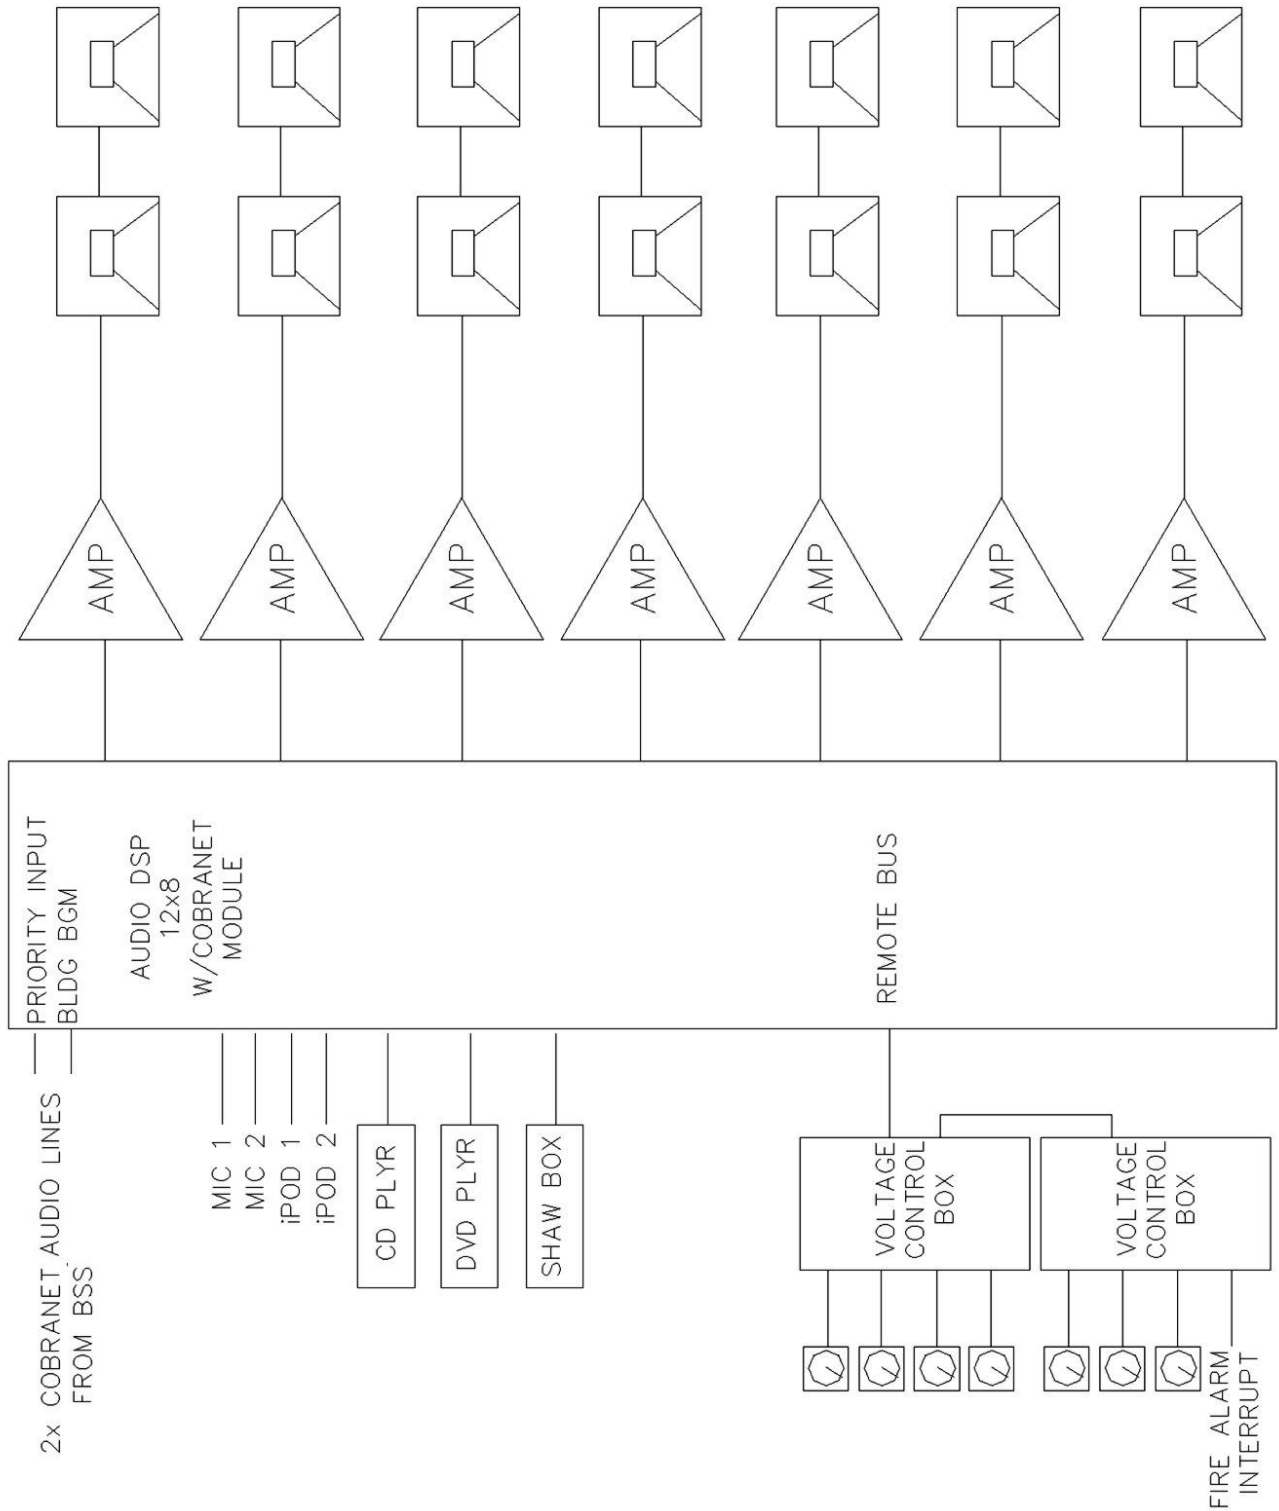 2x COBRANET AUDIO LINES
FROM BSS
PRIORITY INPUT
BLDG BGM
AUDIO DSP
12x8
W/COBRANET
MODULE
MIC 1
MIC 2
iPOD 1
iPOD 2
CD PLYR
DVD PLYR
SHAW BOX
REMOTE BUS
VOLTAGE
CONTROL
BOX
VOLTAGE
CONTROL
BOX
FIRE ALARM
INTERRUPT
AMP
AMP
AMP
AMP
AMP
AMP
AMP